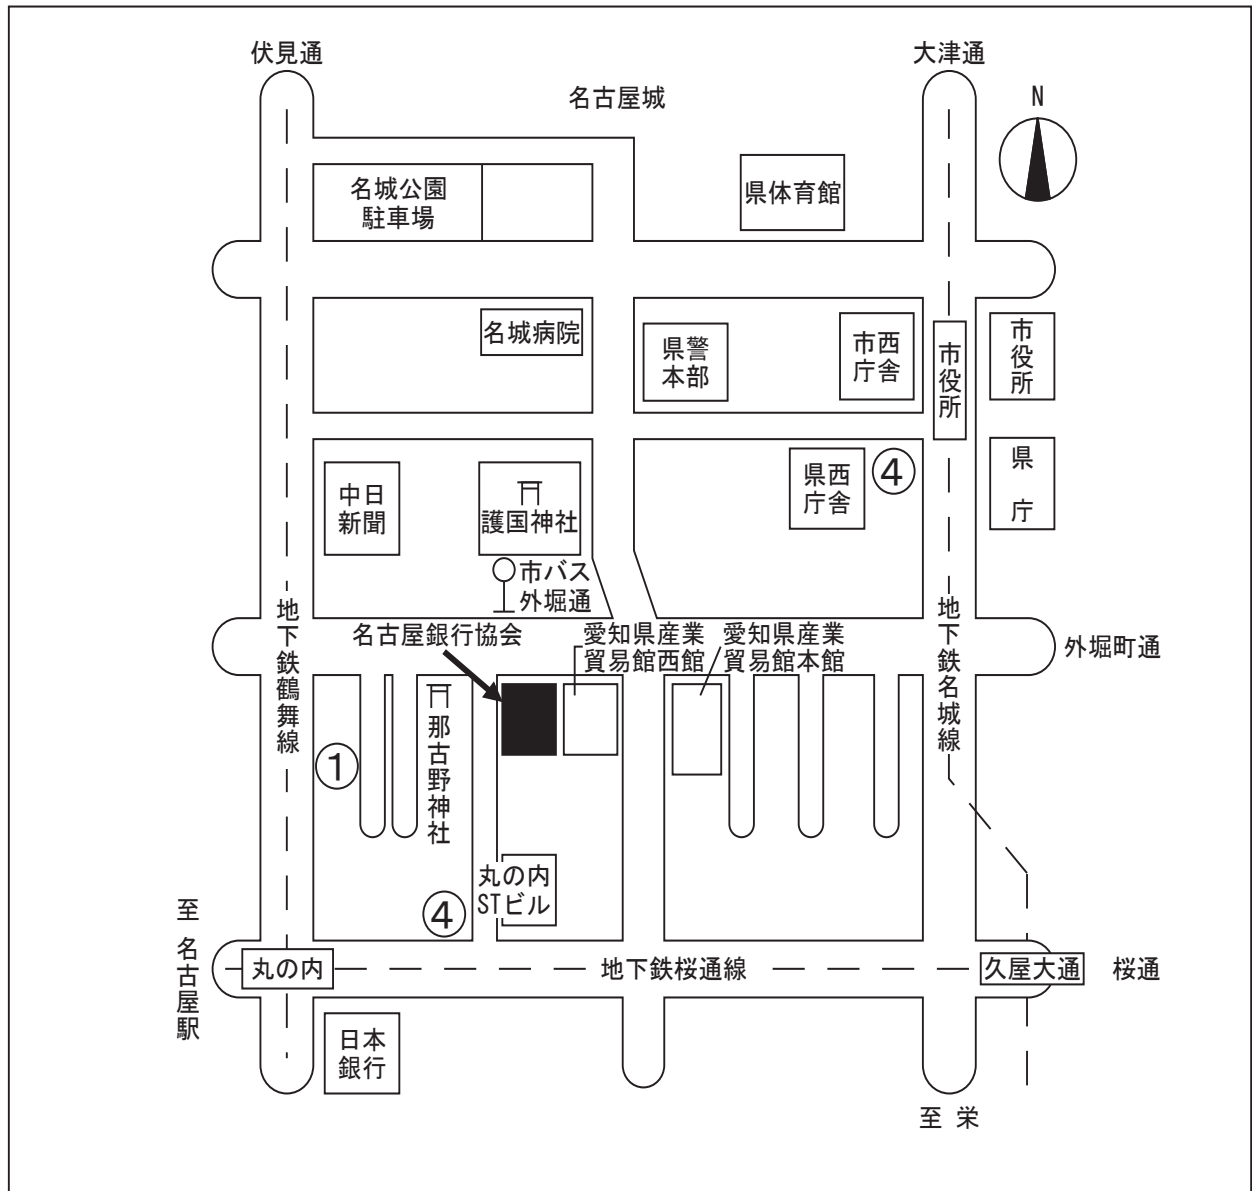 伏見通
大津通
名古屋城
N
名城公園
駐車場
県体育館
名城病院
県警
本部
市西
庁舎
市役所
市役所
中日
新聞
護国神社
県西
庁舎
④
県庁
市バス
外堀通
地下鉄鶴舞線
名古屋銀行協会
愛知県産業
貿易館西館
愛知県産業
貿易館本館
地下鉄名城線
外堀町通
①
那古野神社
丸の内
STビル
④
至 名古屋駅
丸の内
地下鉄桜通線
久屋大通
桜通
日本
銀行
至 栄